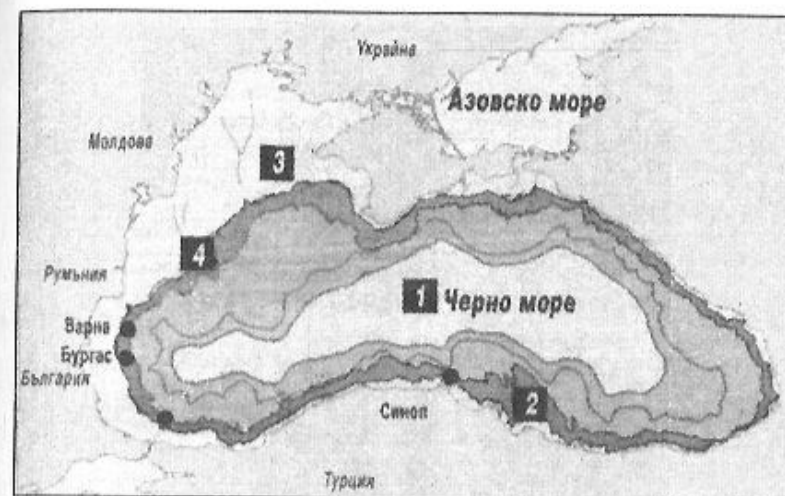 Украйна
Азовско море
Молдова
3
4
Румъния
1 Черно море
Варна
Бургас
България
Синоп
2
Турция